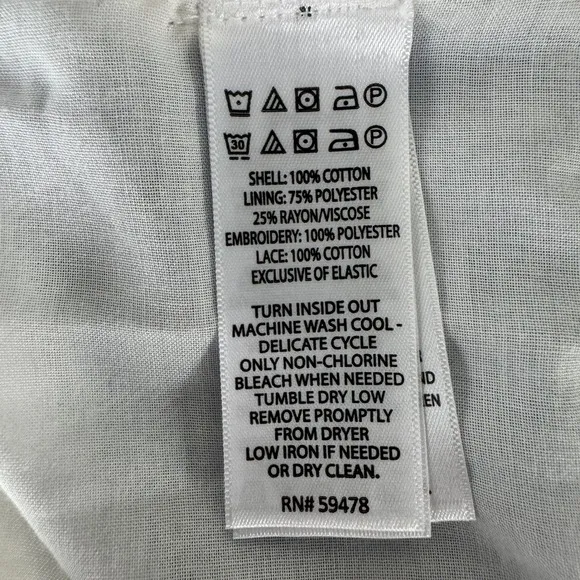 P
30 P
SHELL: 100% COTTON
LINING: 75% POLYESTER
25% RAYON/VISCOSE
EMBROIDERY: 100% POLYESTER
LACE: 100% COTTON
EXCLUSIVE OF ELASTIC
TURN INSIDE OUT
MACHINE WASH COOL -
DELICATE CYCLE
ONLY NON-CHLORINE
BLEACH WHEN NEEDED
TUMBLE DRY LOW
REMOVE PROMPTLY
FROM DRYER
LOW IRON IF NEEDED
OR DRY CLEAN.
RN# 59478